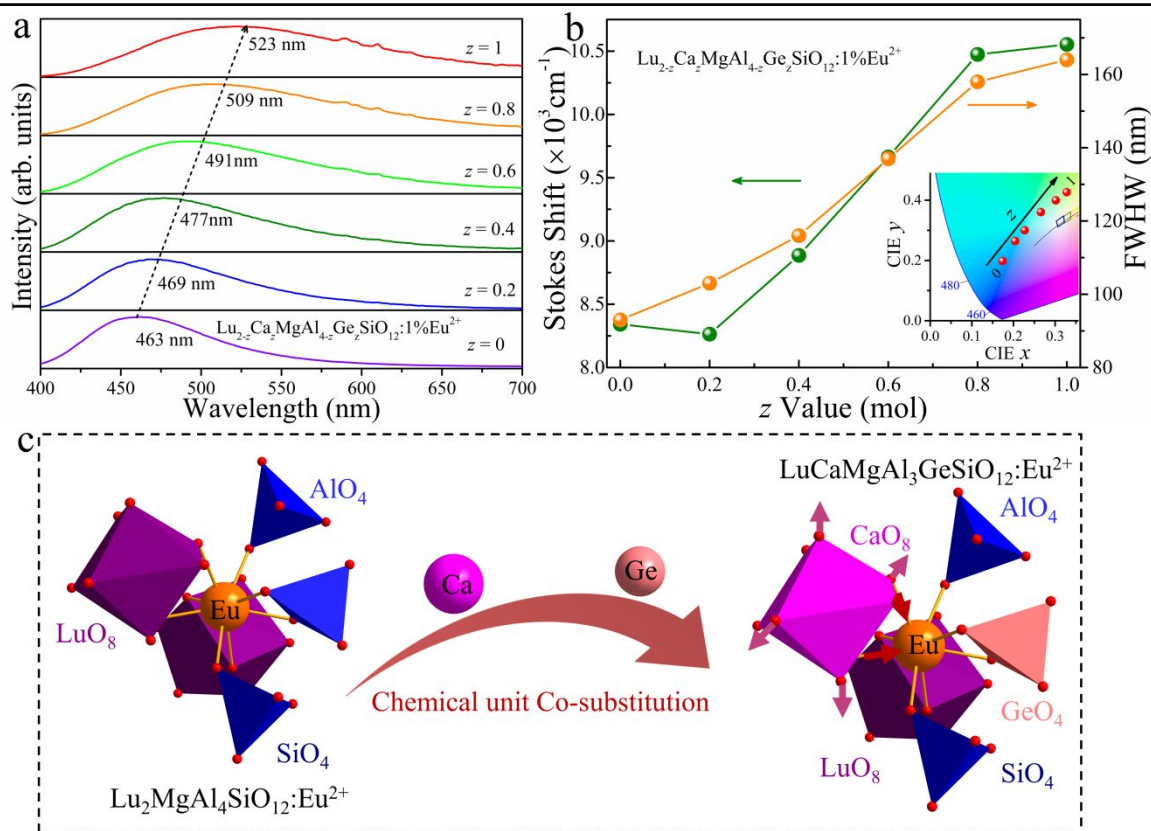 a
523 nm
z = 1
509 nm
z = 0.8
491nm
z = 0.6
477nm
z = 0.4
469 nm
z = 0.2
Lu₂₋zCazMgAl₄₋zGezSiO₁₂:1%Eu²⁺
463 nm
z = 0
400 450 500 550 600 650 700
Wavelength (nm)
Intensity (arb. units)
b
Lu₂₋zCazMgAl₄₋zGezSiO₁₂:1%Eu²⁺
10.5
10.0
9.5
9.0
8.5
8.0
Stokes Shift (×10³cm⁻¹)
160
140
120
100
80
FWHW (nm)
0.0 0.2 0.4 0.6 0.8 1.0
z Value (mol)
0.4
0.2
0.0
CIE y
0.1 0.2 0.3
CIE x
480
460
0
z
1
c
AlO₄
LuO₈
Eu
SiO₄
Lu₂MgAl₄SiO₁₂:Eu²⁺
Ca
Ge
Chemical unit Co-substitution
LuCaMgAl₃GeSiO₁₂:Eu²⁺
AlO₄
CaO₈
Eu
GeO₄
LuO₈
SiO₄